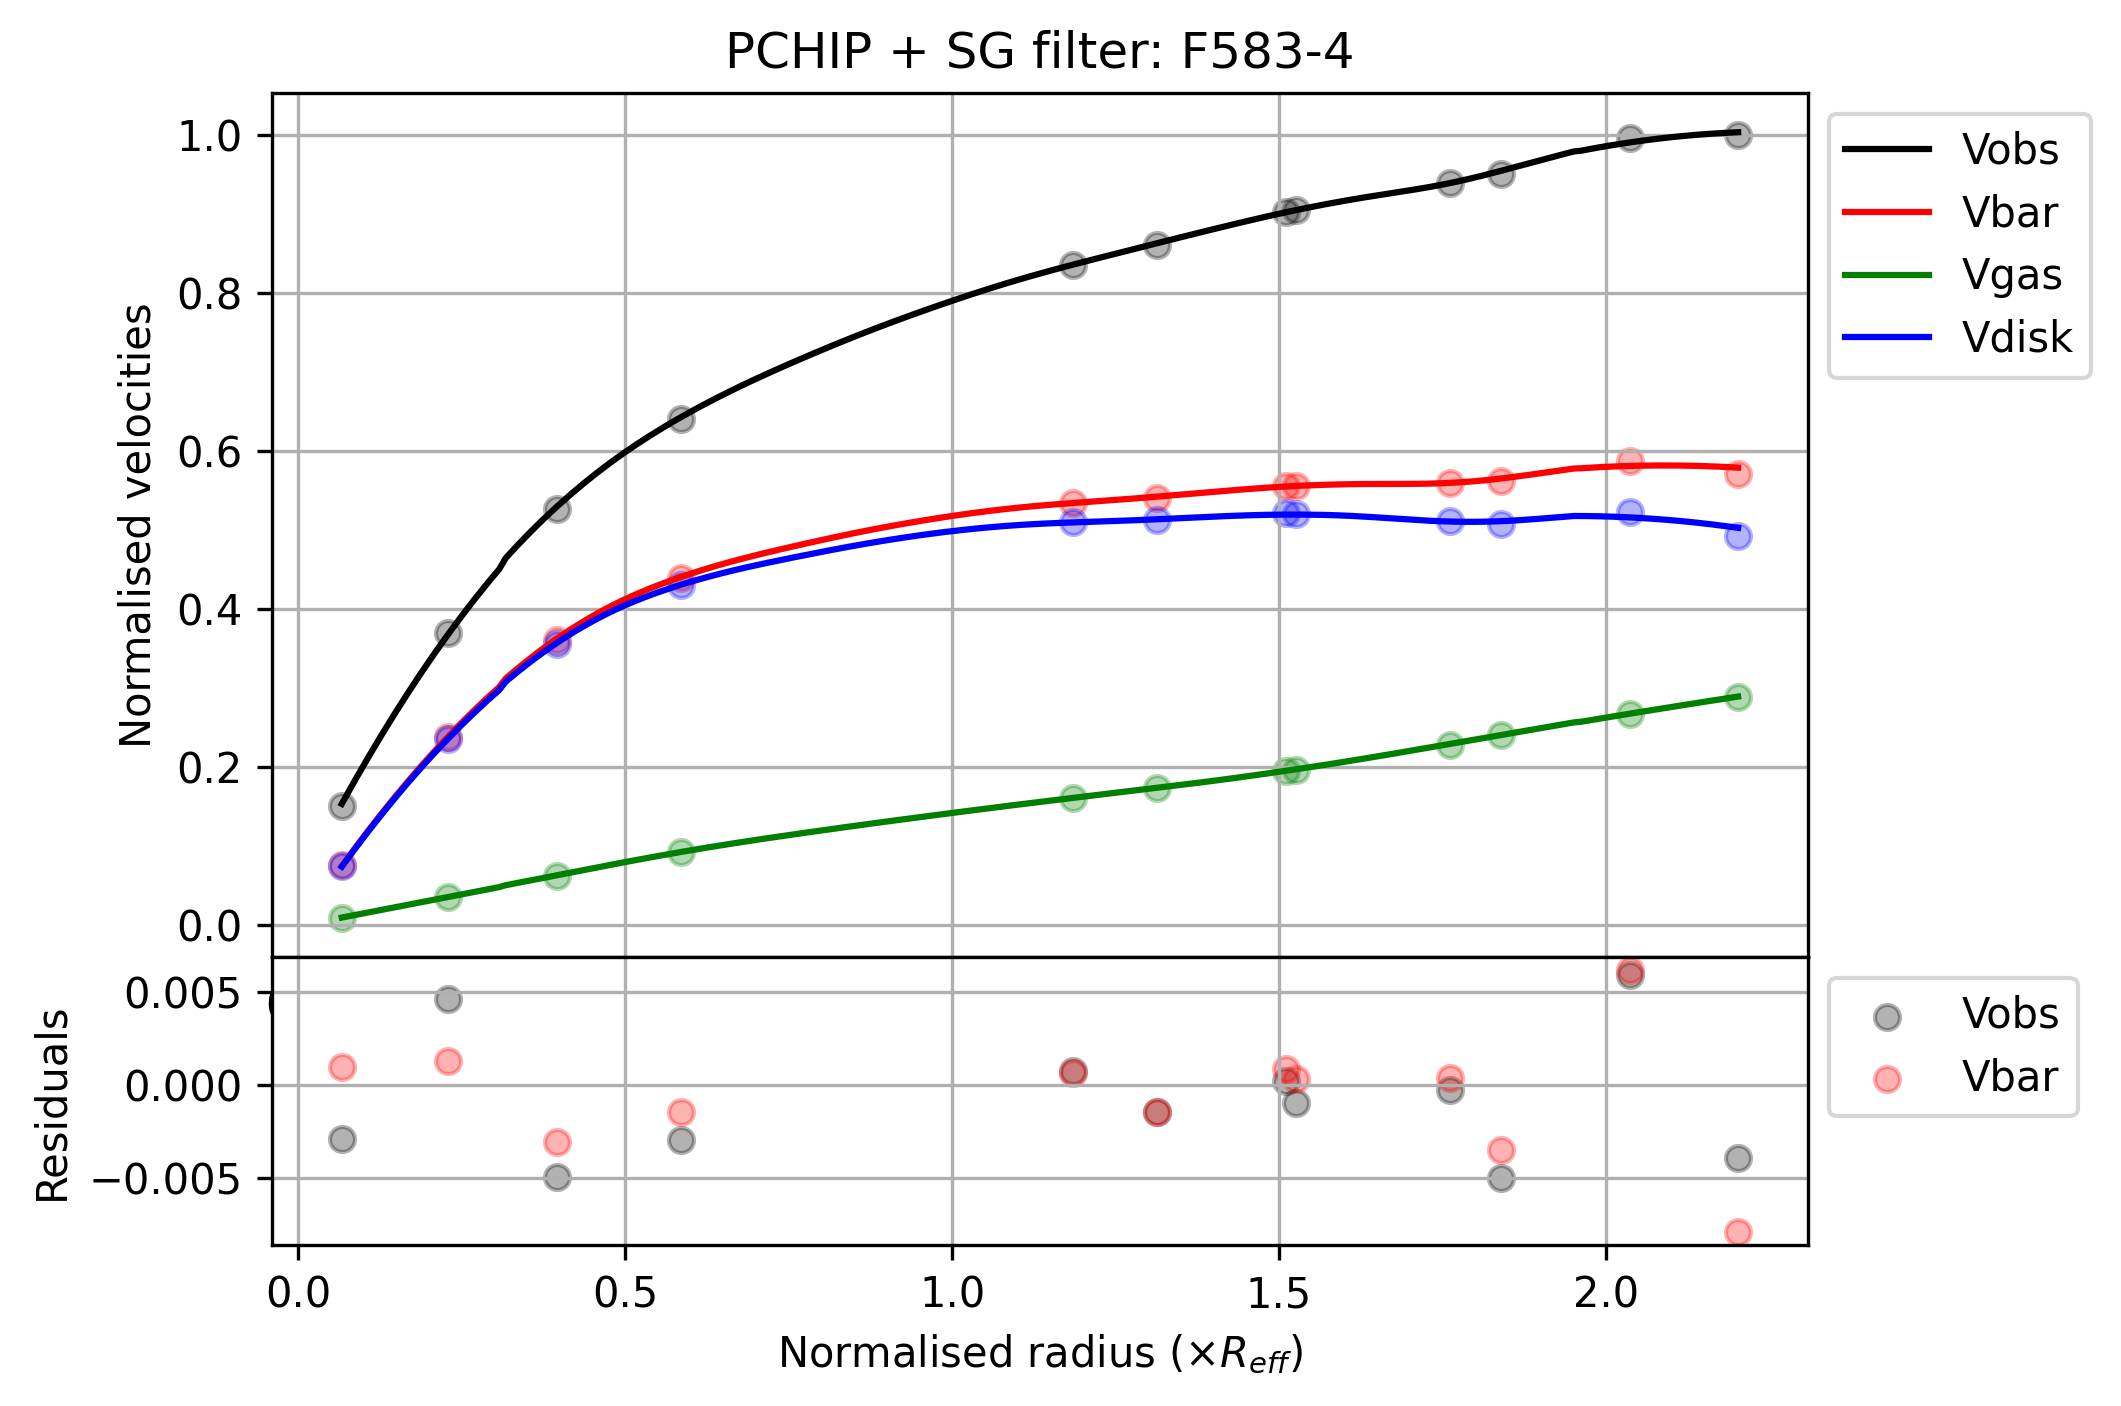 PCHIP + SG filter: F583-4
Normalised velocities
1.0
0.8
0.6
0.4
0.2
0.0
Vobs
Vbar
Vgas
Vdisk
Residuals
0.005
0.000
−0.005
Vobs
Vbar
0.0 0.5 1.0 1.5 2.0
Normalised radius (×R_eff)